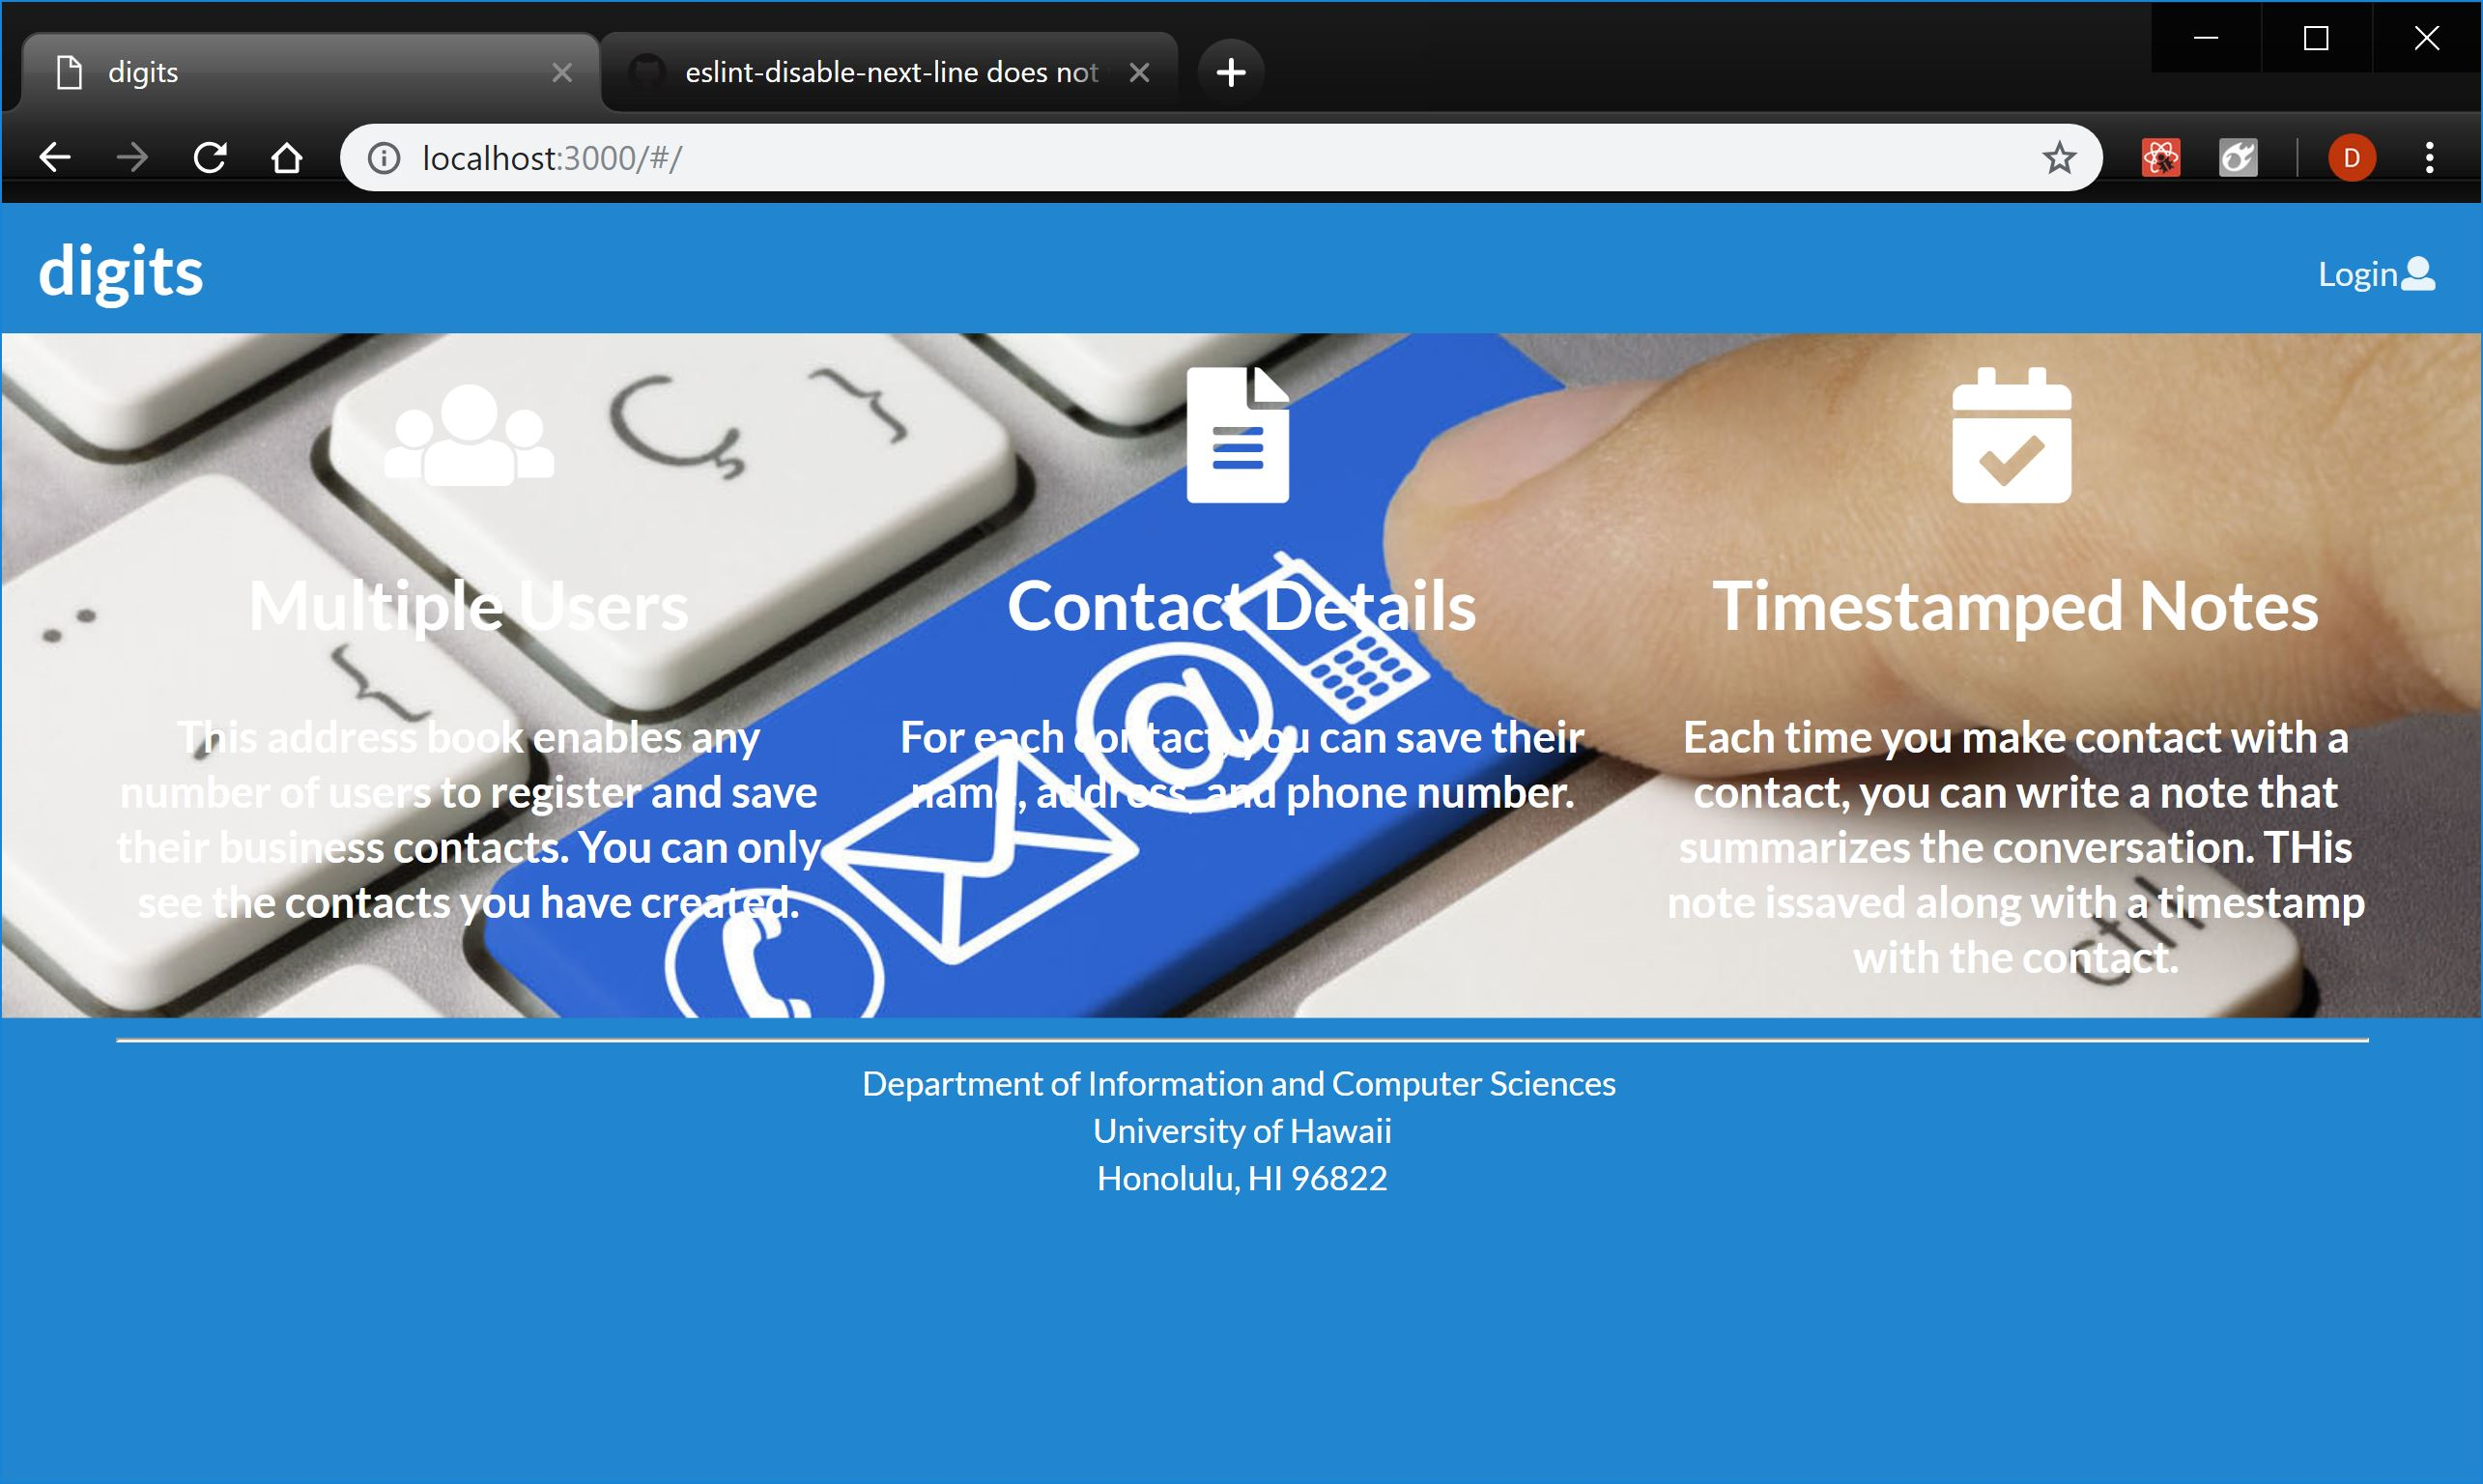 digits
eslint-disable-next-line does not
localhost:3000/#/
D
digits
Login
Ç }
{
ctrl
Multiple Users
This address book enables any
number of users to register and save
their business contacts. You can only
see the contacts you have created.
Contact Details
@
For each contact, you can save their
name, address, and phone number.
Timestamped Notes
Each time you make contact with a
contact, you can write a note that
summarizes the conversation. THis
note issaved along with a timestamp
with the contact.
Department of Information and Computer Sciences
University of Hawaii
Honolulu, HI 96822